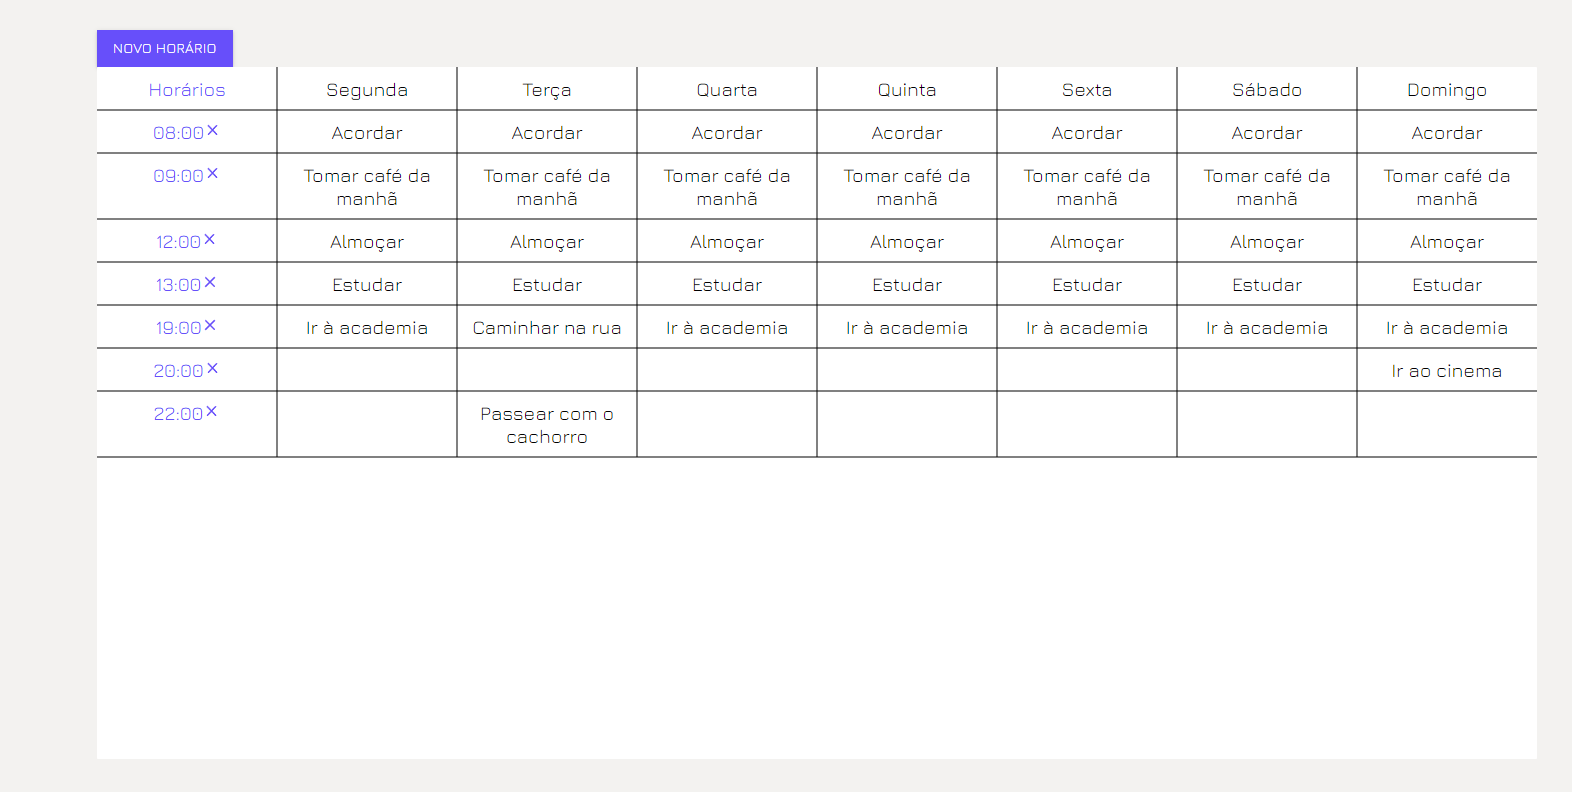 NOVO HORÁRIO
Horários Segunda Terça Quarta Quinta Sexta Sábado Domingo
08:00× Acordar Acordar Acordar Acordar Acordar Acordar Acordar
09:00× Tomar café da Tomar café da Tomar café da Tomar café da Tomar café da Tomar café da Tomar café da
manhã manhã manhã manhã manhã manhã manhã
12:00× Almoçar Almoçar Almoçar Almoçar Almoçar Almoçar Almoçar
13:00× Estudar Estudar Estudar Estudar Estudar Estudar Estudar
19:00× Ir à academia Caminhar na rua Ir à academia Ir à academia Ir à academia Ir à academia Ir à academia
20:00× Ir ao cinema
22:00× Passear com o
cachorro